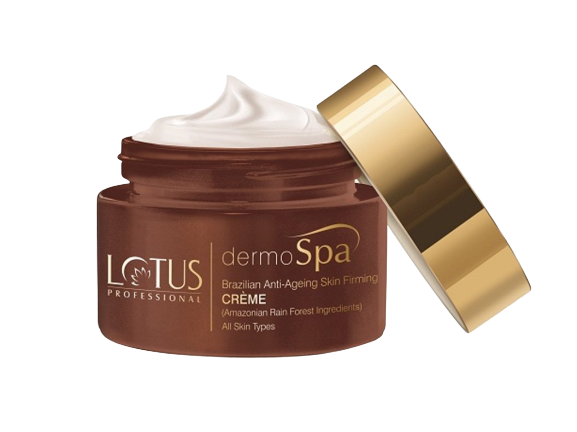 LOTUS
PROFESSIONAL
dermoSpa
Brazilian Anti-Ageing Skin Firming
CRÈME
(Amazonian Rain Forest Ingredients)
All Skin Types